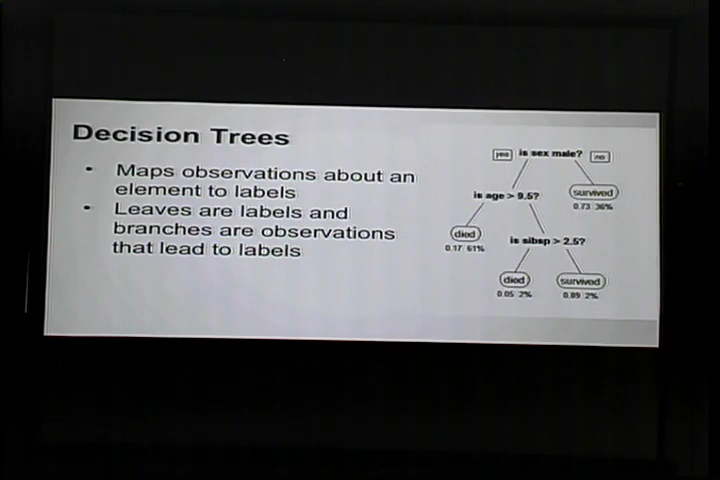 Decision Trees
• Maps observations about an
element to labels
• Leaves are labels and
branches are observations
that lead to labels
yes is sex male? no
is age > 9.5?
survived
0.73 36%
died
0.17 61%
is sibsp > 2.5?
died
0.05 2%
survived
0.89 2%